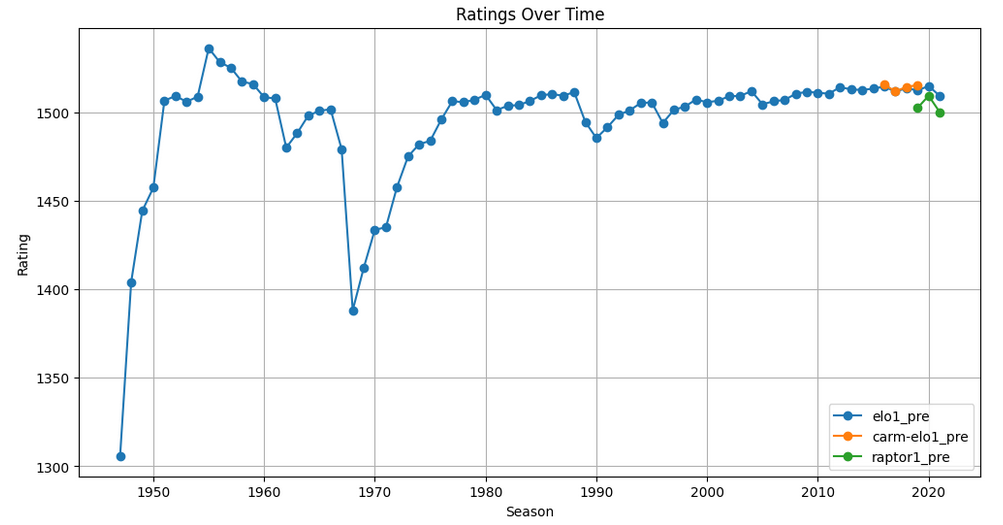 Ratings Over Time
1500
1450
1400
1350
1300
Rating
1950 1960 1970 1980 1990 2000 2010 2020
Season
elo1_pre
carm-elo1_pre
raptor1_pre